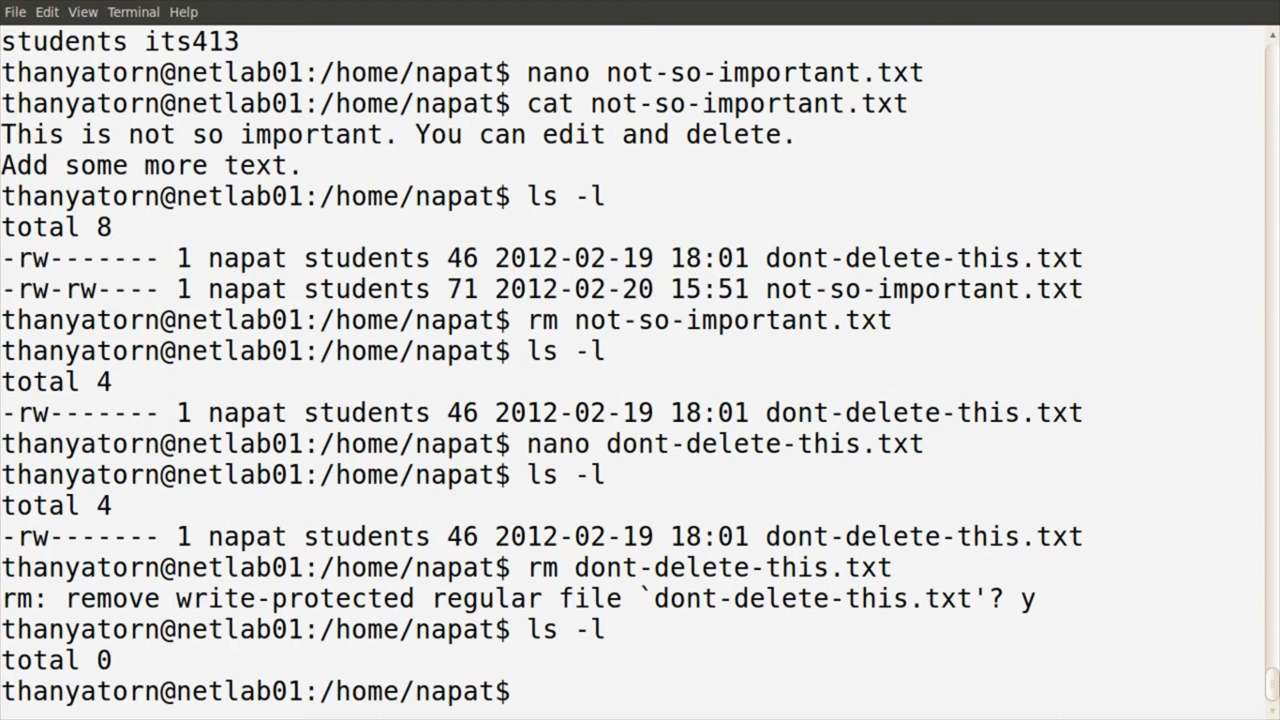 File Edit View Terminal Help
students its413
thanyatorn@netlab01:/home/napat$ nano not-so-important.txt
thanyatorn@netlab01:/home/napat$ cat not-so-important.txt
This is not so important. You can edit and delete.
Add some more text.
thanyatorn@netlab01:/home/napat$ ls -l
total 8
-rw------- 1 napat students 46 2012-02-19 18:01 dont-delete-this.txt
-rw-rw---- 1 napat students 71 2012-02-20 15:51 not-so-important.txt
thanyatorn@netlab01:/home/napat$ rm not-so-important.txt
thanyatorn@netlab01:/home/napat$ ls -l
total 4
-rw------- 1 napat students 46 2012-02-19 18:01 dont-delete-this.txt
thanyatorn@netlab01:/home/napat$ nano dont-delete-this.txt
thanyatorn@netlab01:/home/napat$ ls -l
total 4
-rw------- 1 napat students 46 2012-02-19 18:01 dont-delete-this.txt
thanyatorn@netlab01:/home/napat$ rm dont-delete-this.txt
rm: remove write-protected regular file `dont-delete-this.txt'? y
thanyatorn@netlab01:/home/napat$ ls -l
total 0
thanyatorn@netlab01:/home/napat$